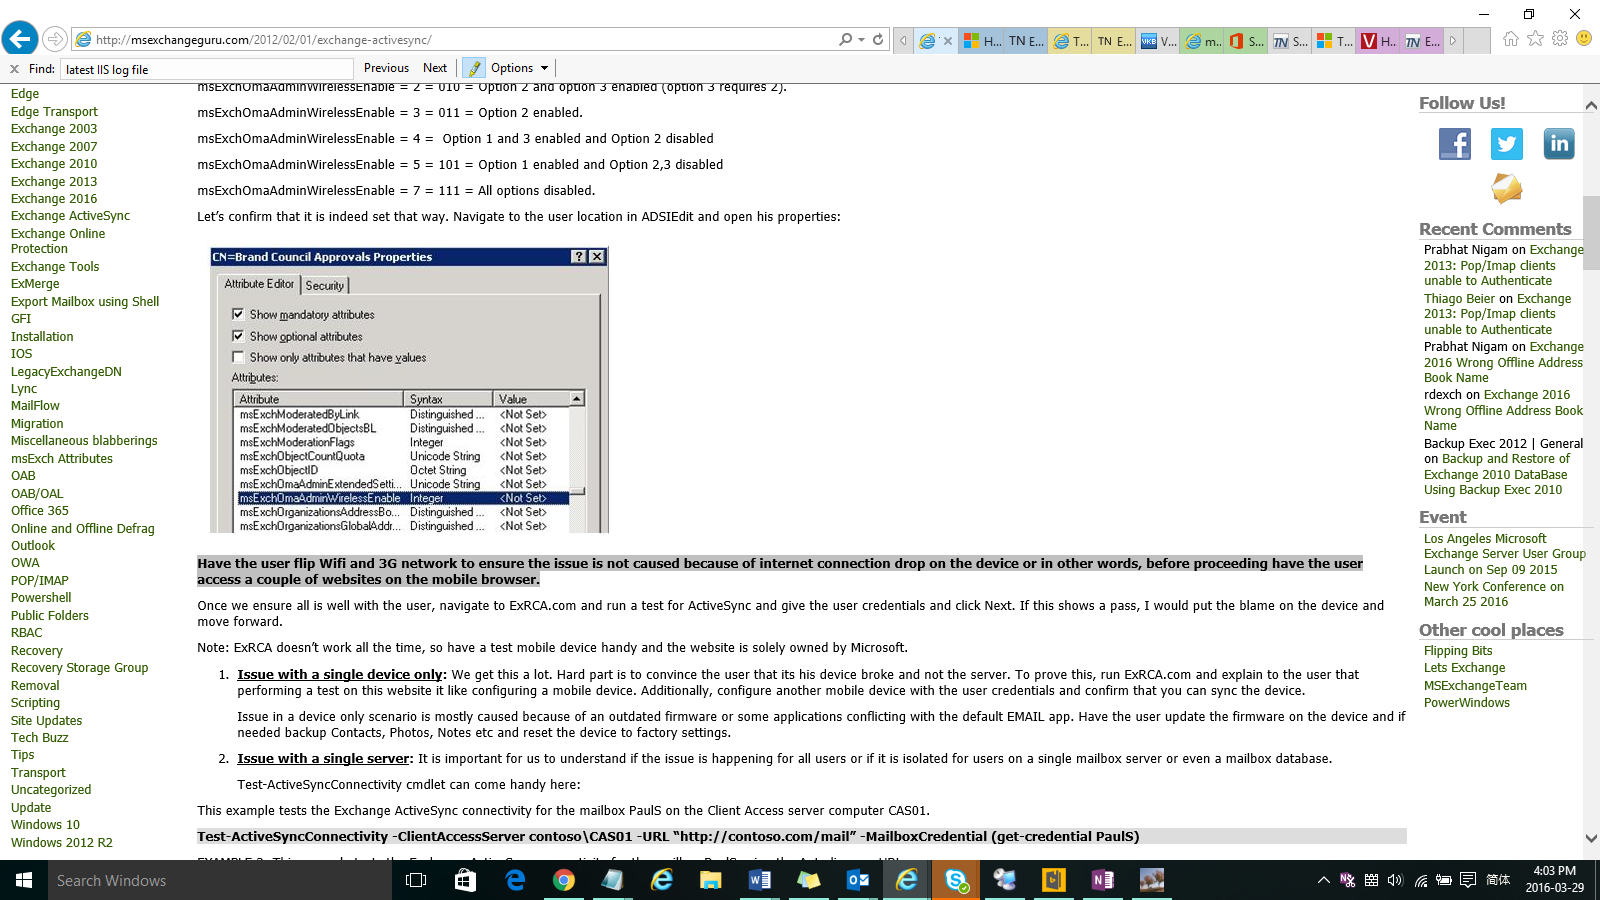 http://msexchangeguru.com/2012/02/01/exchange-activesync/
H...
TN E...
T...
TN E...
VKB V...
m...
S...
TN S...
T...
V H...
TN E...
x Find: latest IIS log file Previous Next Options
Edge
Edge Transport
Exchange 2003
Exchange 2007
Exchange 2010
Exchange 2013
Exchange 2016
Exchange ActiveSync
Exchange Online
Protection
Exchange Tools
ExMerge
Export Mailbox using Shell
GFI
Installation
IOS
LegacyExchangeDN
Lync
MailFlow
Migration
Miscellaneous blabberings
msExch Attributes
OAB
OAB/OAL
Office 365
Online and Offline Defrag
Outlook
OWA
POP/IMAP
Powershell
Public Folders
RBAC
Recovery
Recovery Storage Group
Removal
Scripting
Site Updates
Tech Buzz
Tips
Transport
Uncategorized
Update
Windows 10
Windows 2012 R2
msExchOmaAdminWirelessEnable = 2 = 010 = Option 2 and option 3 enabled (option 3 requires 2).
msExchOmaAdminWirelessEnable = 3 = 011 = Option 2 enabled.
msExchOmaAdminWirelessEnable = 4 =  Option 1 and 3 enabled and Option 2 disabled
msExchOmaAdminWirelessEnable = 5 = 101 = Option 1 enabled and Option 2,3 disabled
msExchOmaAdminWirelessEnable = 7 = 111 = All options disabled.
Let’s confirm that it is indeed set that way. Navigate to the user location in ADSIEdit and open his properties:
CN=Brand Council Approvals Properties
Attribute Editor Security
Show mandatory attributes
Show optional attributes
Show only attributes that have values
Attributes:
Attribute Syntax Value
msExchModeratedByLink Distinguished ... <Not Set>
msExchModeratedObjectsBL Distinguished ... <Not Set>
msExchModerationFlags Integer <Not Set>
msExchObjectCountQuota Unicode String <Not Set>
msExchObjectID Octet String <Not Set>
msExchOmaAdminExtendedSetti... Unicode String <Not Set>
msExchOmaAdminWirelessEnable Integer <Not Set>
msExchOrganizationsAddressBo... Distinguished ... <Not Set>
msExchOrganizationsGlobalAddr... Distinguished ... <Not Set>
Have the user flip Wifi and 3G network to ensure the issue is not caused because of internet connection drop on the device or in other words, before proceeding have the user
access a couple of websites on the mobile browser.
Once we ensure all is well with the user, navigate to ExRCA.com and run a test for ActiveSync and give the user credentials and click Next. If this shows a pass, I would put the blame on the device and
move forward.
Note: ExRCA doesn’t work all the time, so have a test mobile device handy and the website is solely owned by Microsoft.
1. Issue with a single device only: We get this a lot. Hard part is to convince the user that its his device broke and not the server. To prove this, run ExRCA.com and explain to the user that
performing a test on this website it like configuring a mobile device. Additionally, configure another mobile device with the user credentials and confirm that you can sync the device.
Issue in a device only scenario is mostly caused because of an outdated firmware or some applications conflicting with the default EMAIL app. Have the user update the firmware on the device and if
needed backup Contacts, Photos, Notes etc and reset the device to factory settings.
2. Issue with a single server: It is important for us to understand if the issue is happening for all users or if it is isolated for users on a single mailbox server or even a mailbox database.
Test-ActiveSyncConnectivity cmdlet can come handy here:
This example tests the Exchange ActiveSync connectivity for the mailbox PaulS on the Client Access server computer CAS01.
Test-ActiveSyncConnectivity -ClientAccessServer contoso\CAS01 -URL “http://contoso.com/mail” -MailboxCredential (get-credential PaulS)
Follow Us!
Recent Comments
Prabhat Nigam on Exchange
2013: Pop/Imap clients
unable to Authenticate
Thiago Beier on Exchange
2013: Pop/Imap clients
unable to Authenticate
Prabhat Nigam on Exchange
2016 Wrong Offline Address
Book Name
rdexch on Exchange 2016
Wrong Offline Address Book
Name
Backup Exec 2012 | General
on Backup and Restore of
Exchange 2010 DataBase
Using Backup Exec 2010
Event
Los Angeles Microsoft
Exchange Server User Group
Launch on Sep 09 2015
New York Conference on
March 25 2016
Other cool places
Flipping Bits
Lets Exchange
MSExchangeTeam
PowerWindows
Search Windows
简体
4:03 PM
2016-03-29